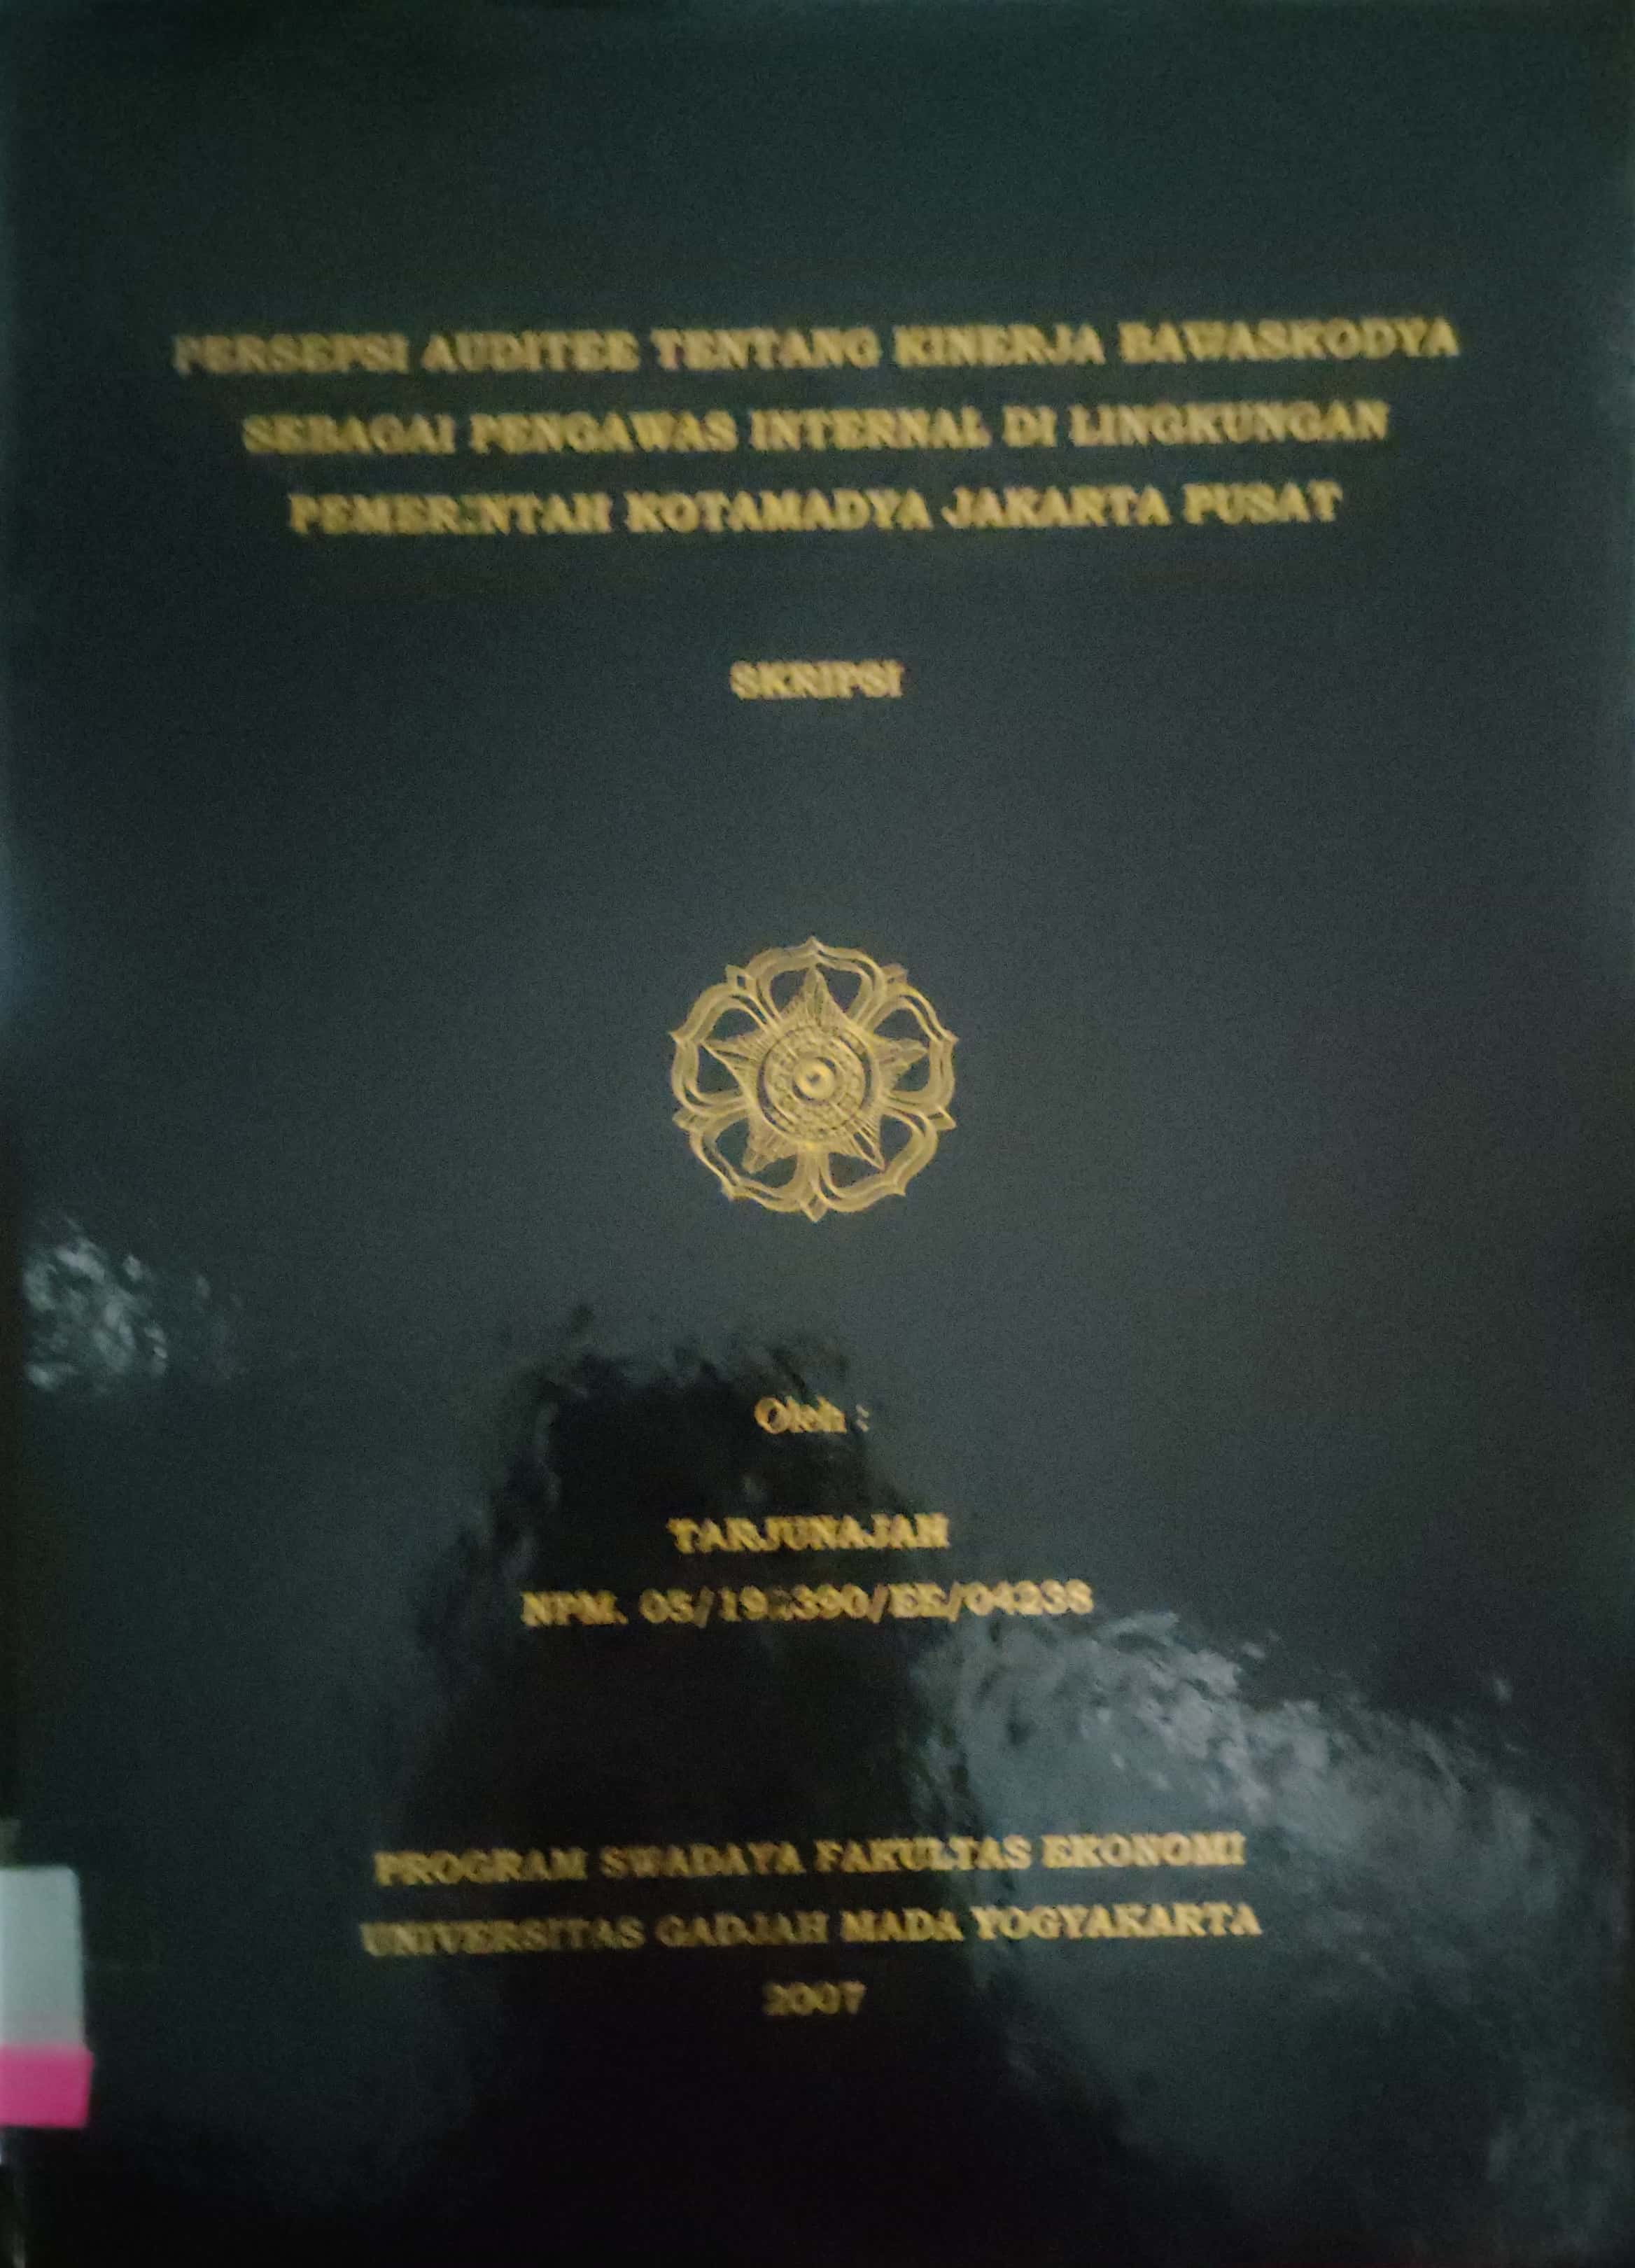 PERSEPSI AUDITEE TENTANG KINERJA BAWASKODYA
SEBAGAI PENGAWAS INTERNAL DI LINGKUNGAN
PEMERINTAH KOTAMADYA JAKARTA PUSAT
SKRIPSI
Oleh :
TARJUNAJAH
NPM.
PROGRAM SWADAYA FAKULTAS EKONOMI
UNIVERSITAS GADJAH MADA YOGYAKARTA
2007